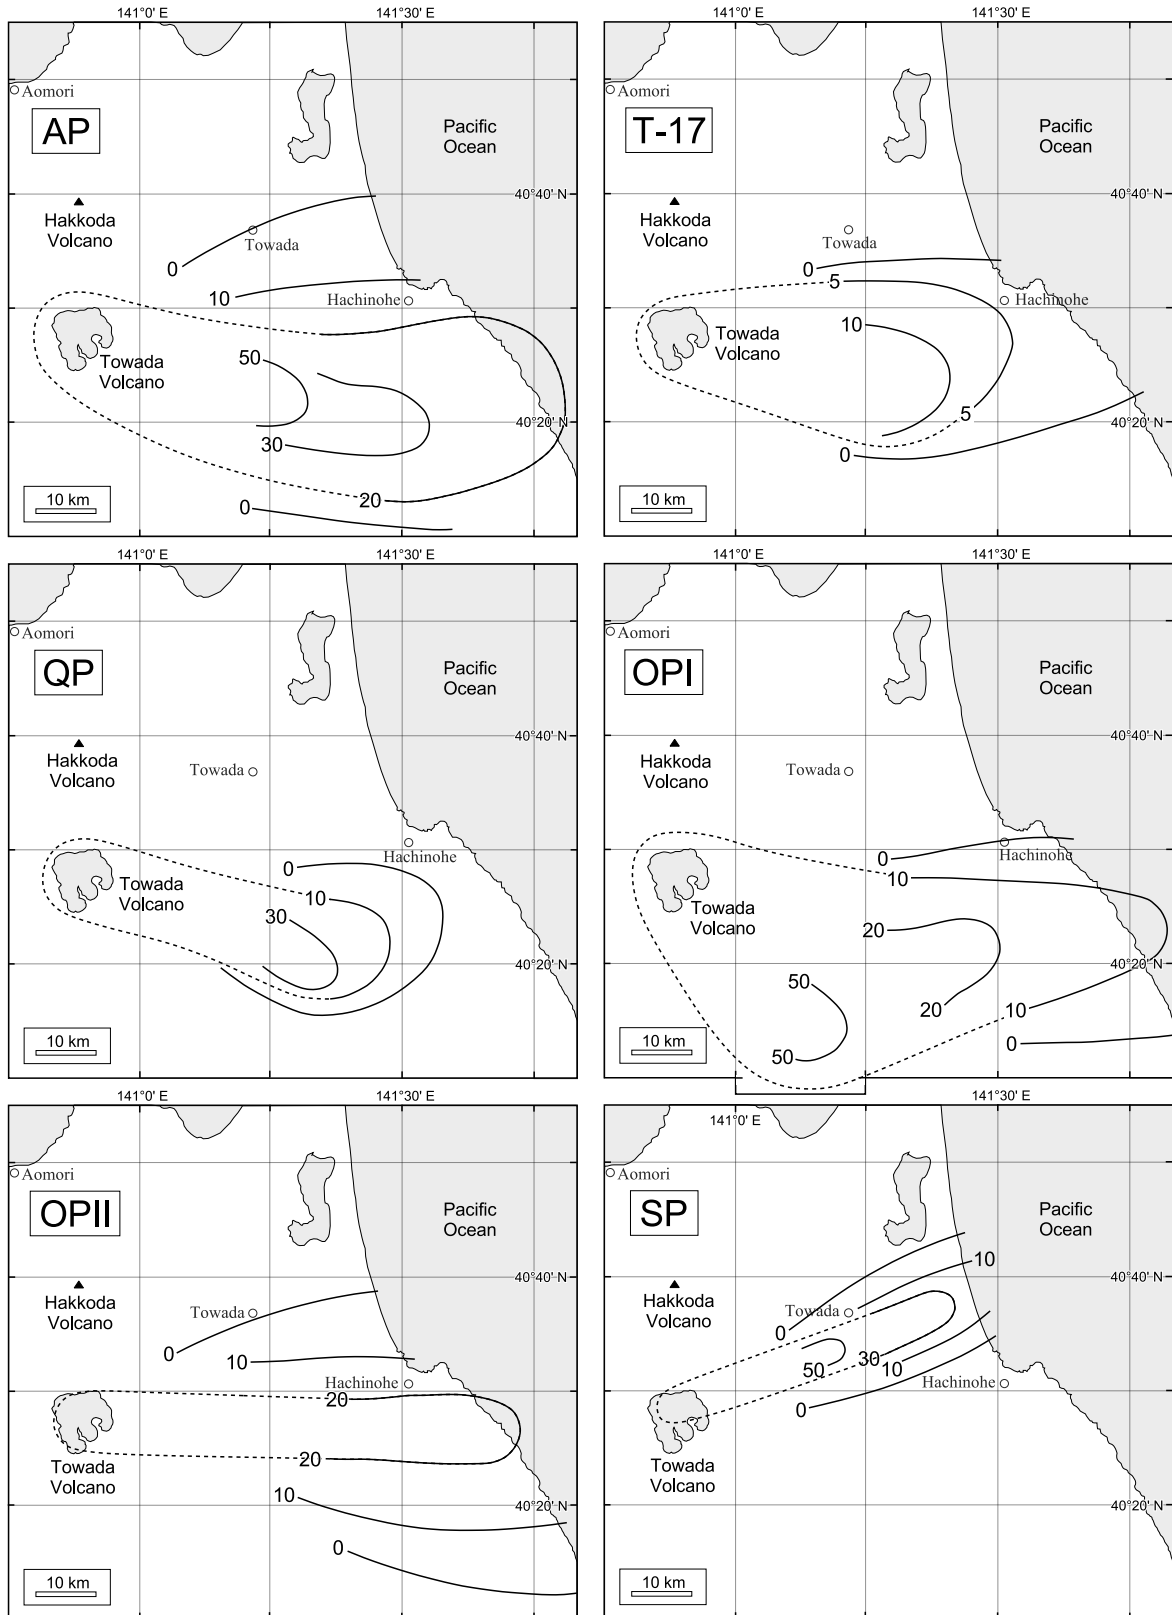 141°0' E
141°30' E
Aomori
AP
Pacific
Ocean
40°40' N
Hakkoda
Volcano
Towada
0
10
Hachinohe
Towada
Volcano
50
30
40°20' N
20
0
10 km
141°0' E
141°30' E
Aomori
T-17
Pacific
Ocean
40°40' N
Hakkoda
Volcano
Towada
0
5
Hachinohe
10
Towada
Volcano
5
40°20' N
0
10 km
141°0' E
141°30' E
Aomori
QP
Pacific
Ocean
40°40' N
Hakkoda
Volcano
Towada
Hachinohe
0
Towada
Volcano
10
30
40°20' N
10 km
141°0' E
141°30' E
Aomori
OPI
Pacific
Ocean
40°40' N
Hakkoda
Volcano
Towada
Hachinohe
0
10
Towada
Volcano
20
40°20' N
50
20
10
0
50
10 km
141°0' E
141°30' E
Aomori
OPII
Pacific
Ocean
40°40' N
Hakkoda
Volcano
Towada
0
10
Hachinohe
20
Towada
Volcano
20
10
40°20' N
0
10 km
141°0' E
141°30' E
Aomori
SP
Pacific
Ocean
10
40°40' N
Hakkoda
Volcano
Towada
0
30
50
10
Hachinohe
0
Towada
Volcano
40°20' N
10 km